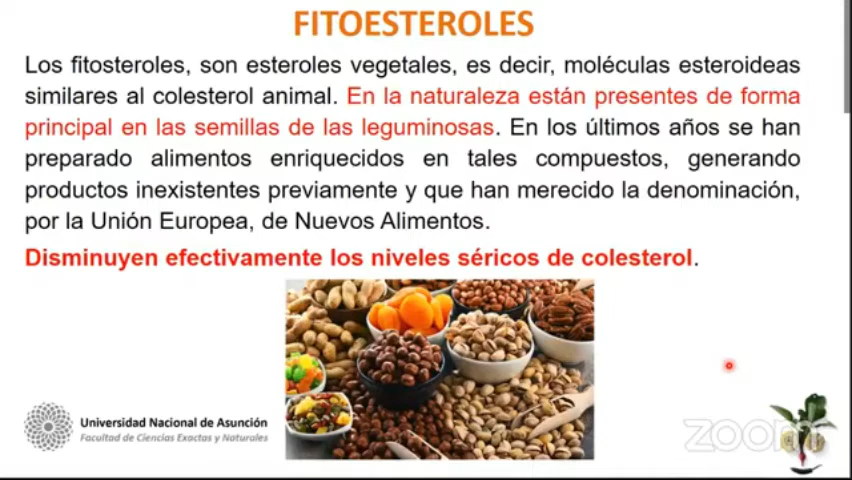 FITOESTEROLES
Los fitosteroles, son esteroles vegetales, es decir, moléculas esteroideas
similares al colesterol animal. En la naturaleza están presentes de forma
principal en las semillas de las leguminosas. En los últimos años se han
preparado alimentos enriquecidos en tales compuestos, generando
productos inexistentes previamente y que han merecido la denominación,
por la Unión Europea, de Nuevos Alimentos.
Disminuyen efectivamente los niveles séricos de colesterol.
Universidad Nacional de Asunción
Facultad de Ciencias Exactas y Naturales
zoom